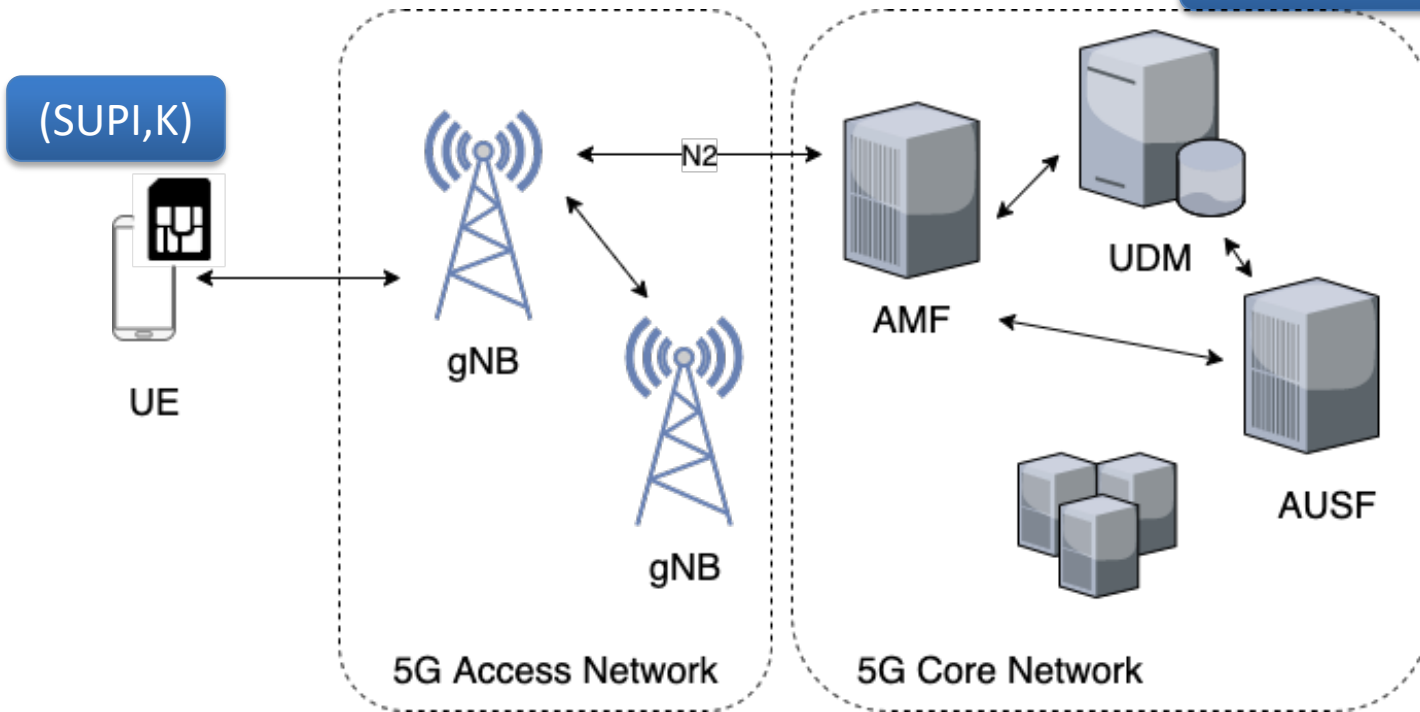 (SUPI,K)
N2
UE
gNB
gNB
AMF
UDM
AUSF
5G Access Network
5G Core Network